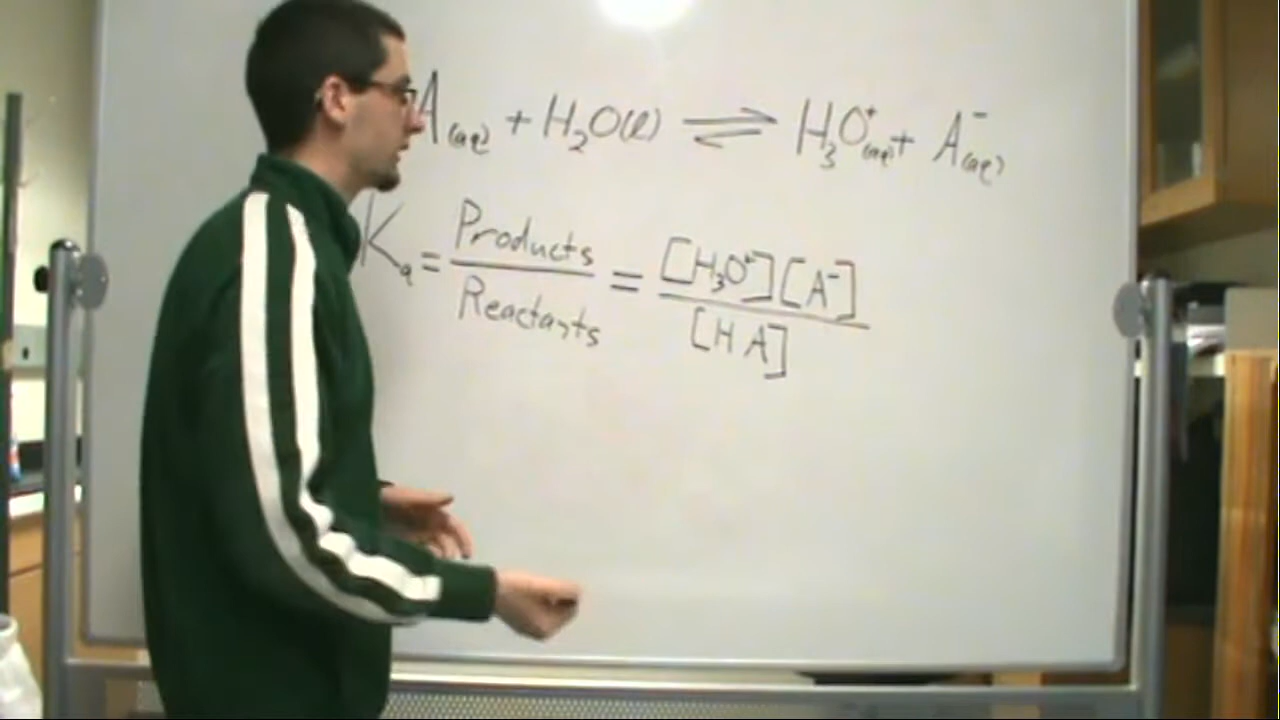 A(aq) + H₂O(l) ⇌ H₃O⁺(aq) + A⁻(aq)
Kₐ = Products / Reactants = [H₃O⁺][A⁻] / [HA]